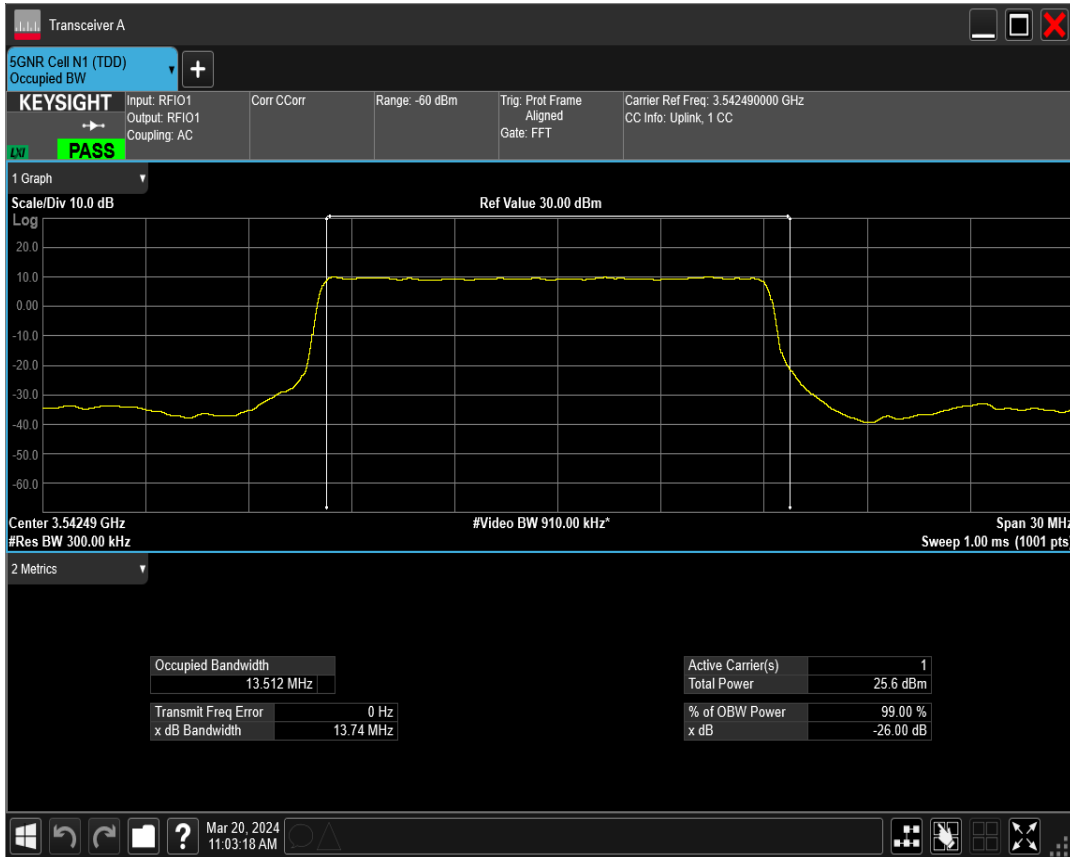 Transceiver A
5GNR Cell N1 (TDD)
Occupied BW
+
KEYSIGHT
LXI
PASS
Input: RFIO1
Output: RFIO1
Coupling: AC
Corr CCorr
Range: -60 dBm
Trig: Prot Frame
Aligned
Gate: FFT
Carrier Ref Freq: 3.542490000 GHz
CC Info: Uplink, 1 CC
1 Graph
Scale/Div 10.0 dB
Ref Value 30.00 dBm
Log
20.0
10.0
0.00
-10.0
-20.0
-30.0
-40.0
-50.0
-60.0
Center 3.54249 GHz
#Video BW 910.00 kHz*
Span 30 MHz
#Res BW 300.00 kHz
Sweep 1.00 ms (1001 pts)
2 Metrics
Occupied Bandwidth
13.512 MHz
Transmit Freq Error 0 Hz
x dB Bandwidth 13.74 MHz
Active Carrier(s) 1
Total Power 25.6 dBm
% of OBW Power 99.00 %
x dB -26.00 dB
?
Mar 20, 2024
11:03:18 AM